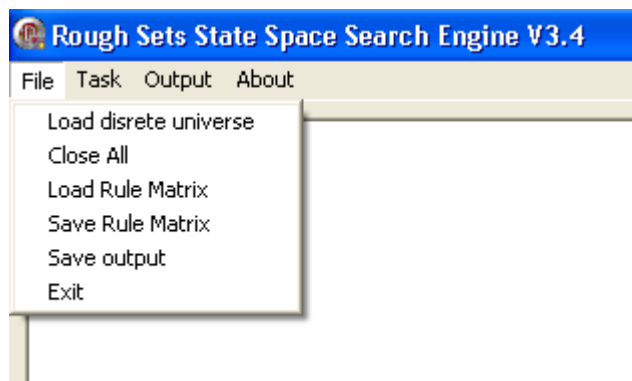 Rough Sets State Space Search Engine V3.4
File Task Output About
Load disrete universe
Close All
Load Rule Matrix
Save Rule Matrix
Save output
Exit